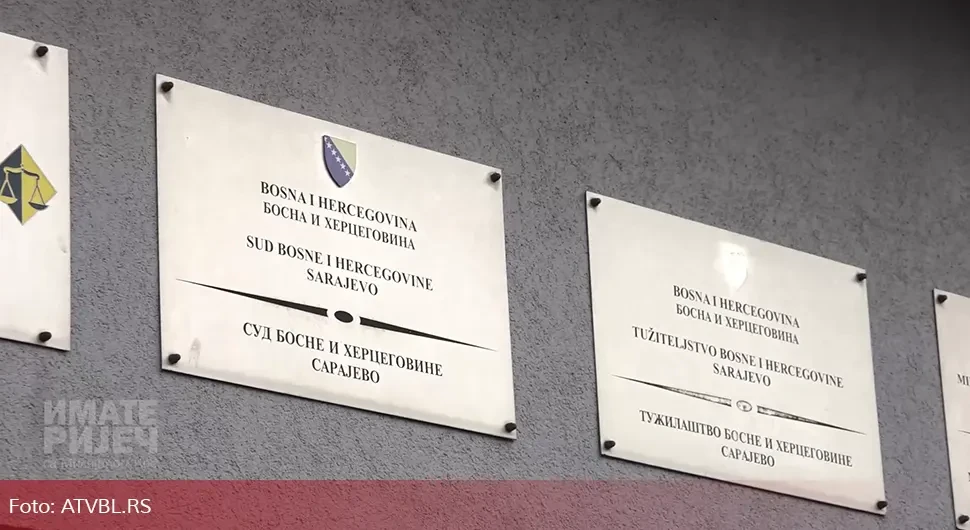 BOSNA I HERCEGOVINA
БОСНА И ХЕРЦЕГОВИНА
SUD BOSNE I HERCEGOVINE
SARAJEVO
СУД БОСНЕ И ХЕРЦЕГОВИНЕ
САРАЈЕВО
BOSNA I HERCEGOVINA
БОСНА И ХЕРЦЕГОВИНА
TUŽITELJSTVO BOSNE I HERCEGOVINE
SARAJEVO
ТУЖИЛАШТВО БОСНЕ И ХЕРЦЕГОВИНЕ
САРАЈЕВО
ИМАТЕ
РИЈЕЧ
Foto: ATVBL.RS